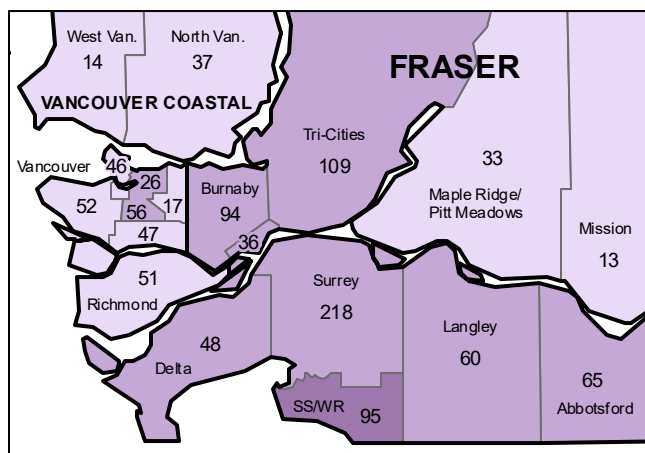 West Van.
14
North Van.
37
VANCOUVER COASTAL
FRASER
Tri-Cities
109
33
Maple Ridge/
Pitt Meadows
Mission
13
Vancouver
46
26
52
56
17
47
Burnaby
94
36
51
Richmond
Surrey
218
48
Delta
Langley
60
65
Abbotsford
SS/WR
95